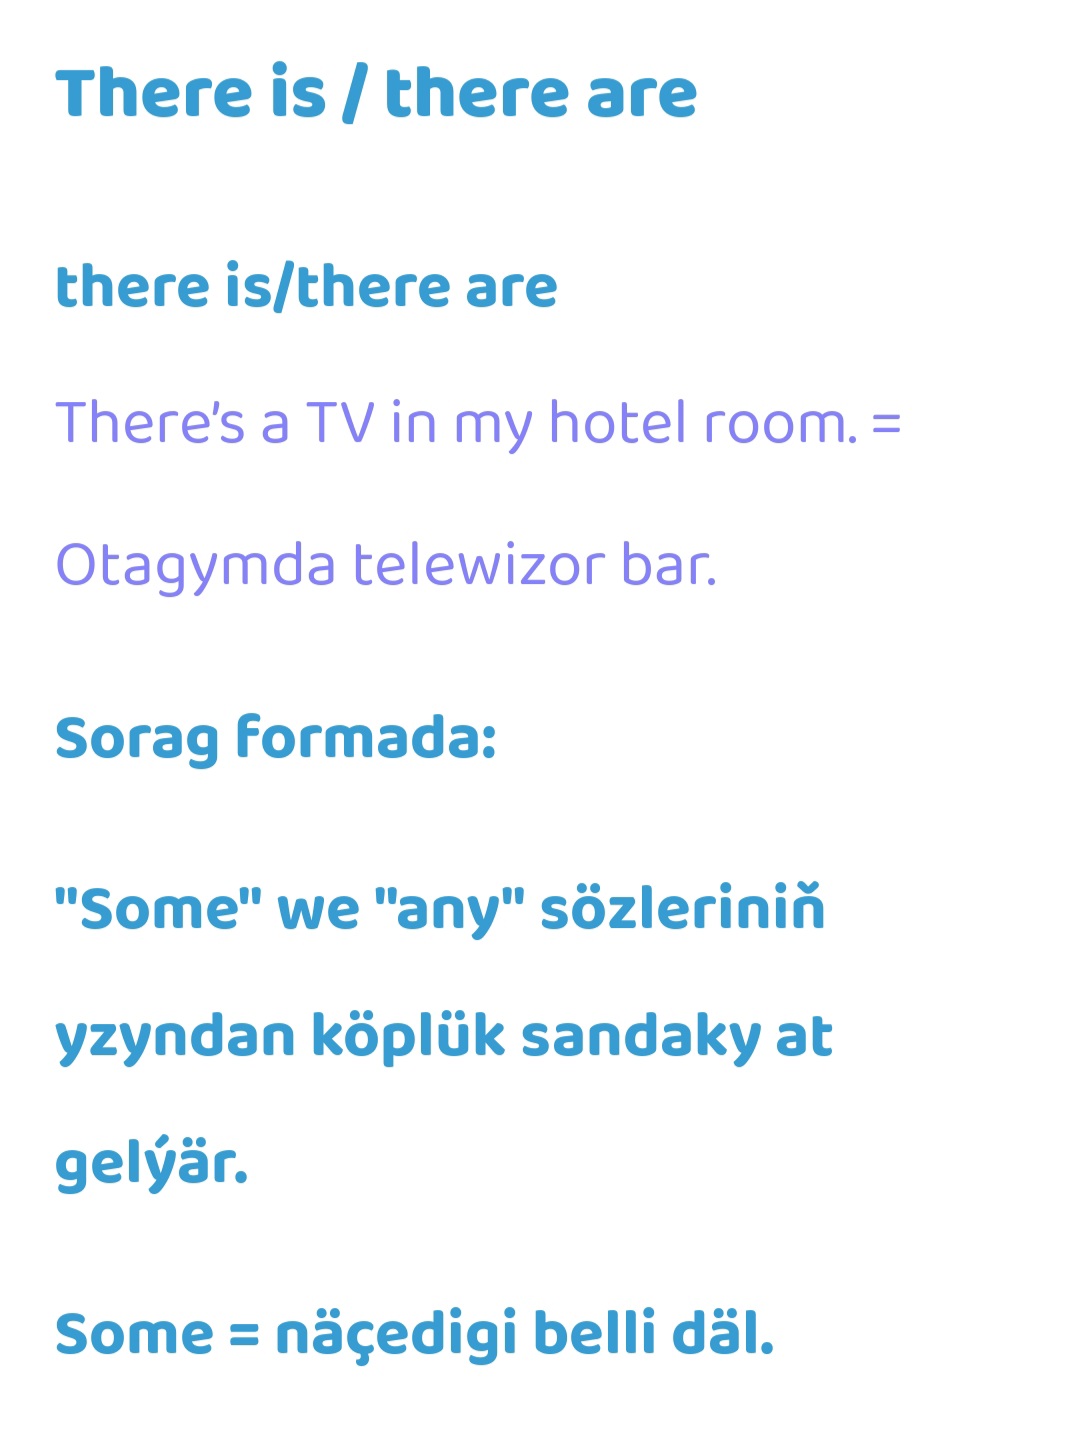 There is / there are
there is/there are
There’s a TV in my hotel room. =
Otagymda telewizor bar.
Sorag formada:
"Some" we "any" sözleriniň
yzyndan köplük sandaky at
gelýär.
Some = näçedigi belli däl.